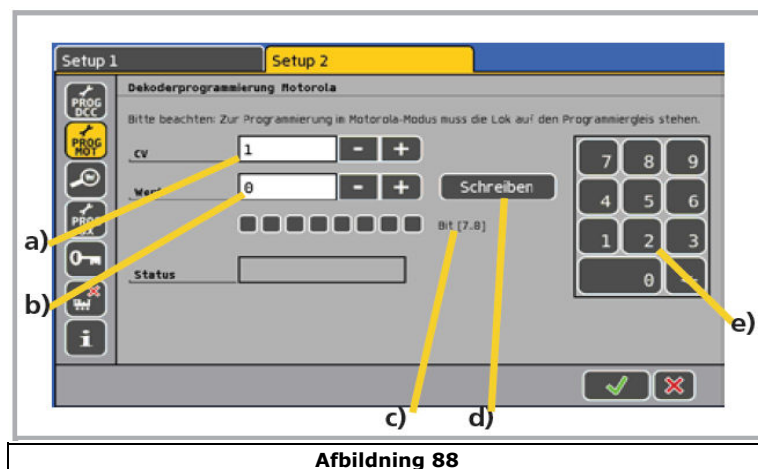 Setup 1 Setup 2
Dekoderprogrammierung Motorola
PROG DCC
Bitte beachten: Zur Programmierung im Motorola-Modus muss die Lok auf den Programmiergleis stehen.
PROG MOT
CV 1 - +
7 8 9
Wert 0 - + Schreiben
4 5 6
PROG
Bit [7.8]
a)
1 2 3
Status
0
b)
e)
i
c) d)
Afbildning 88